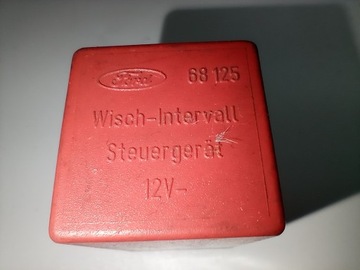 Ford 68 125
Wisch-Intervall
Steuergerät
12V-